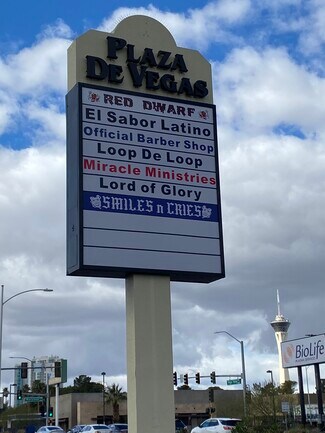 PLAZA
DE VEGAS
RED DWARF
El Sabor Latino
Official Barber Shop
Loop De Loop
Miracle Ministries
Lord of Glory
SMILES n CRIES
BioLife